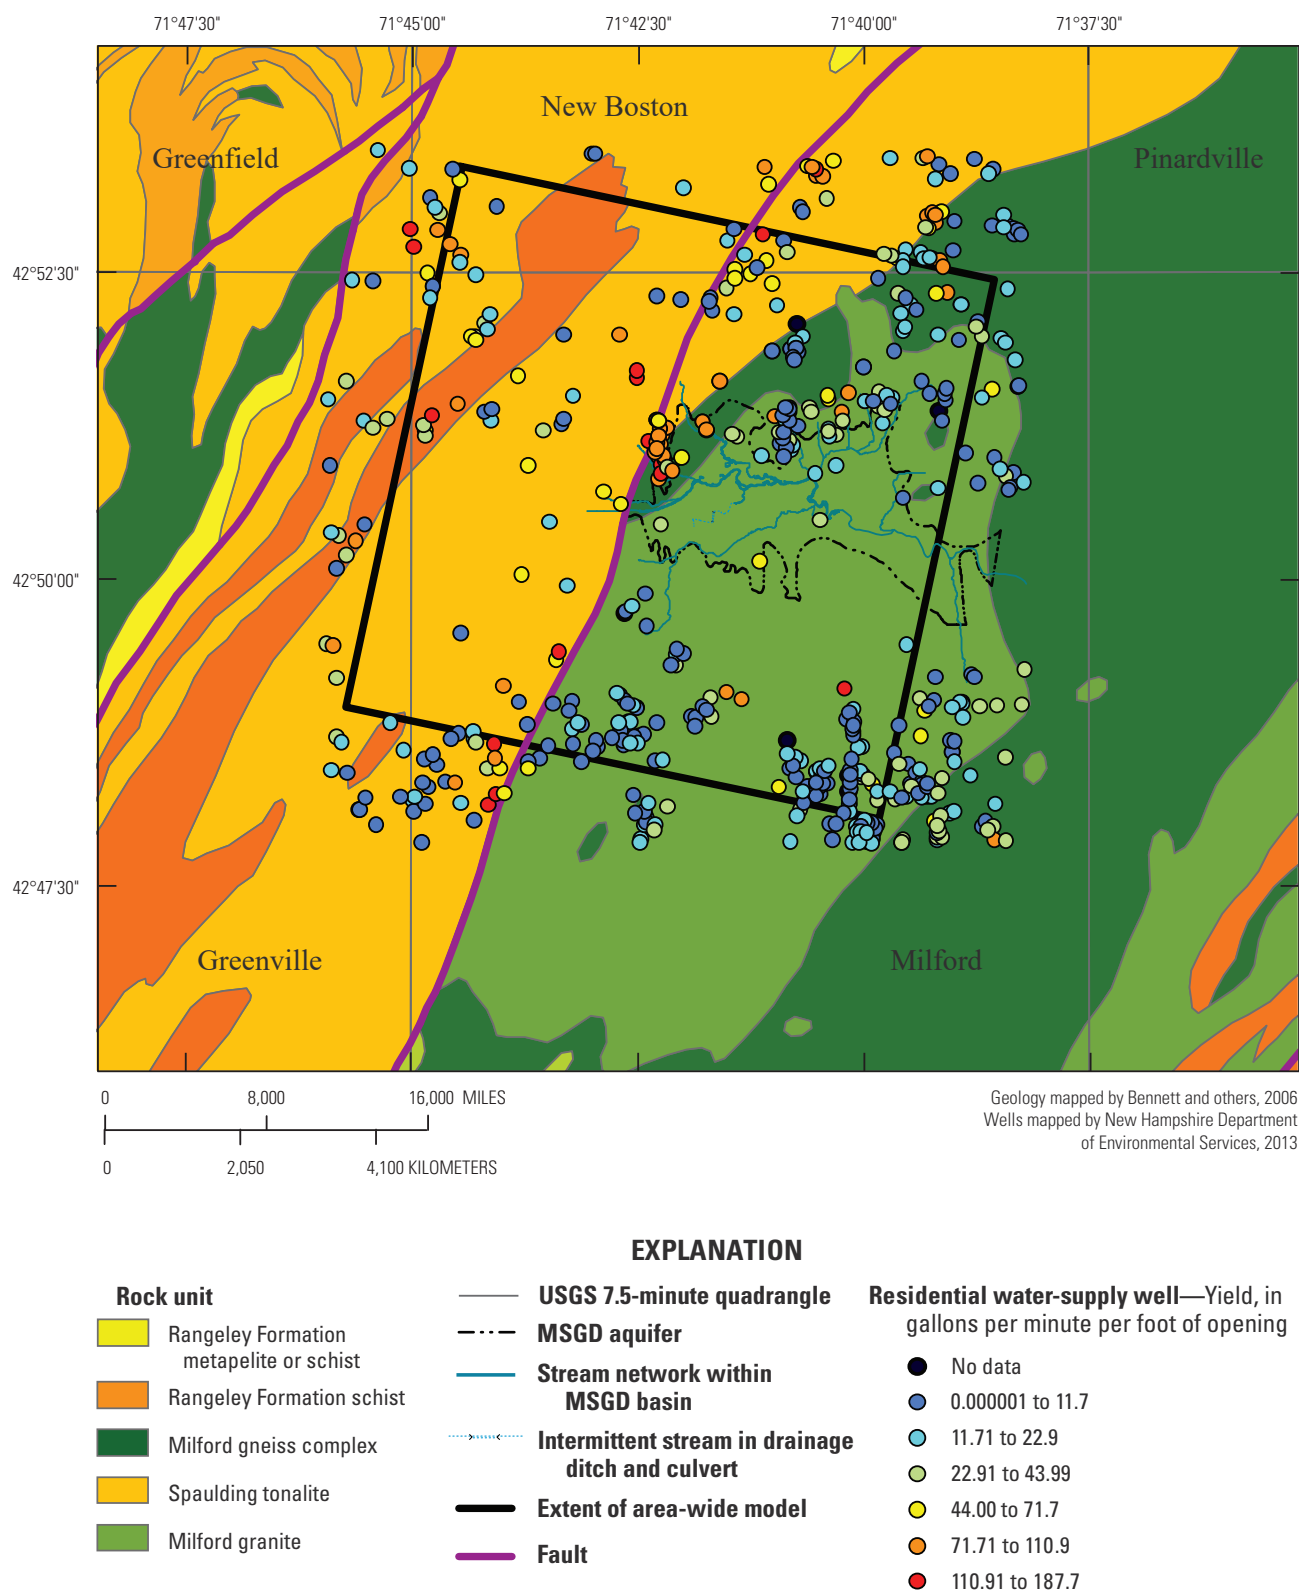 71°47'30"
71°45'00"
71°42'30"
71°40'00"
71°37'30"
New Boston
Greenfield
Pinardville
42°52'30"
42°50'00"
42°47'30"
Greenville
Milford
0 8,000 16,000 MILES
0 2,050 4,100 KILOMETERS
Geology mapped by Bennett and others, 2006
Wells mapped by New Hampshire Department
of Environmental Services, 2013
EXPLANATION
Rock unit
Rangeley Formation
metapelite or schist
Rangeley Formation schist
Milford gneiss complex
Spaulding tonalite
Milford granite
USGS 7.5-minute quadrangle
MSGD aquifer
Stream network within
MSGD basin
Intermittent stream in drainage
ditch and culvert
Extent of area-wide model
Fault
Residential water-supply well—Yield, in
gallons per minute per foot of opening
No data
0.000001 to 11.7
11.71 to 22.9
22.91 to 43.99
44.00 to 71.7
71.71 to 110.9
110.91 to 187.7